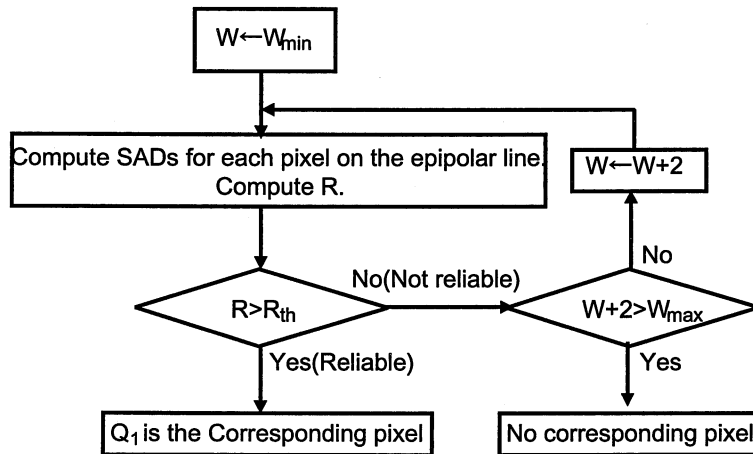 W←Wmin
Compute SADs for each pixel on the epipolar line.
Compute R.
W←W+2
No
No(Not reliable)
R>Rth
W+2>Wmax
Yes(Reliable)
Yes
Q1 is the Corresponding pixel
No corresponding pixel